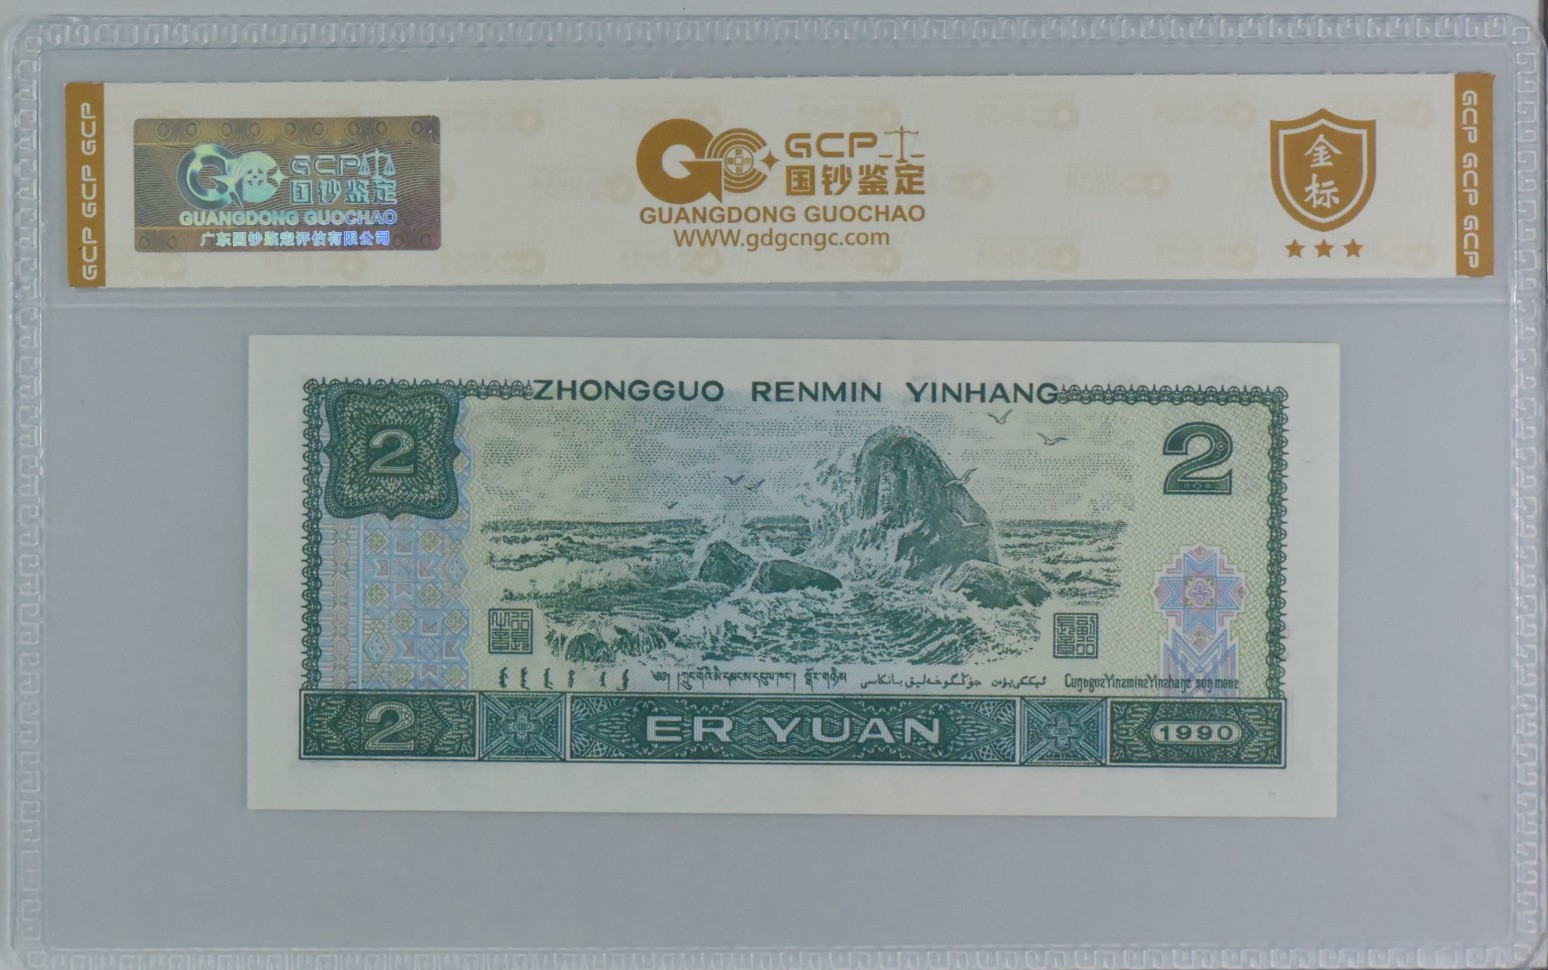 GCP GCP GCP
GCP
国钞鉴定
GUANGDONG GUOCHAO
广东国钞鉴定评估有限公司
GCP
国钞鉴定
GUANGDONG GUOCHAO
WWW.gdgcngc.com
金标
GCP GCP GCP GCP
ZHONGGUO RENMIN YINHANG
2
2
2 ER YUAN 1990